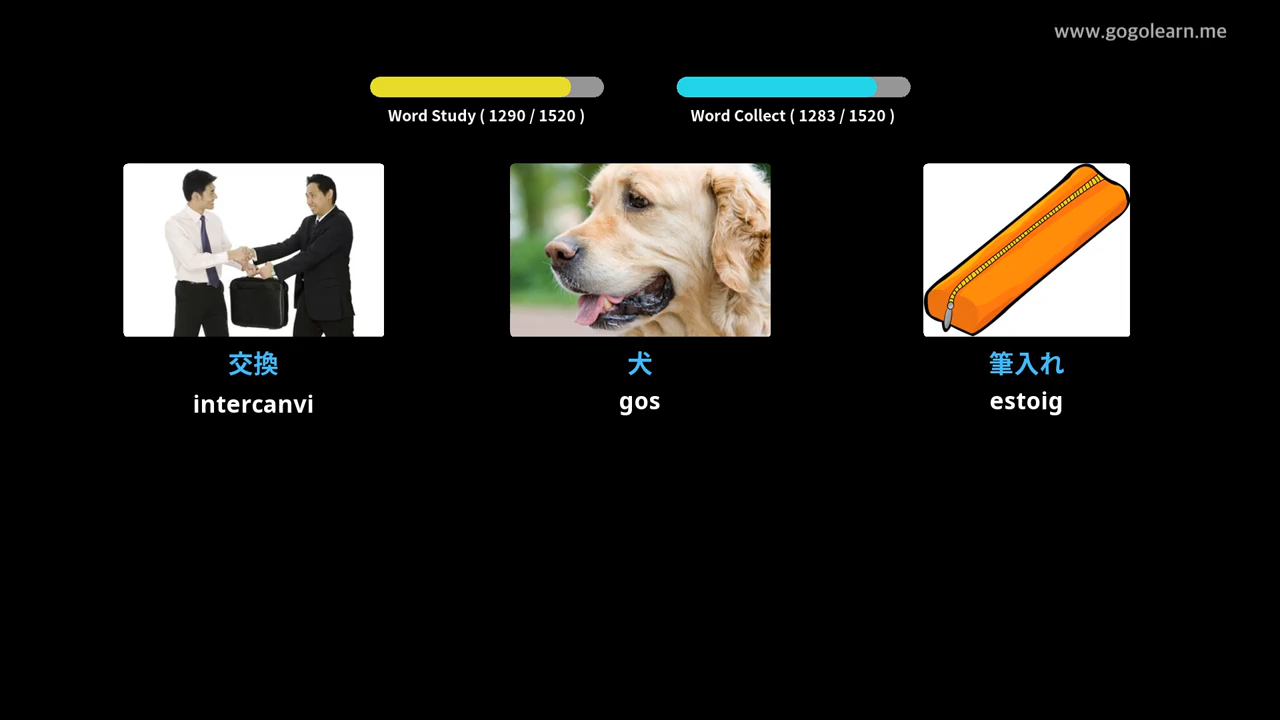 www.gogolearn.me
Word Study ( 1290 / 1520 )
Word Collect ( 1283 / 1520 )
交換
intercanvi
犬
gos
筆入れ
estoig